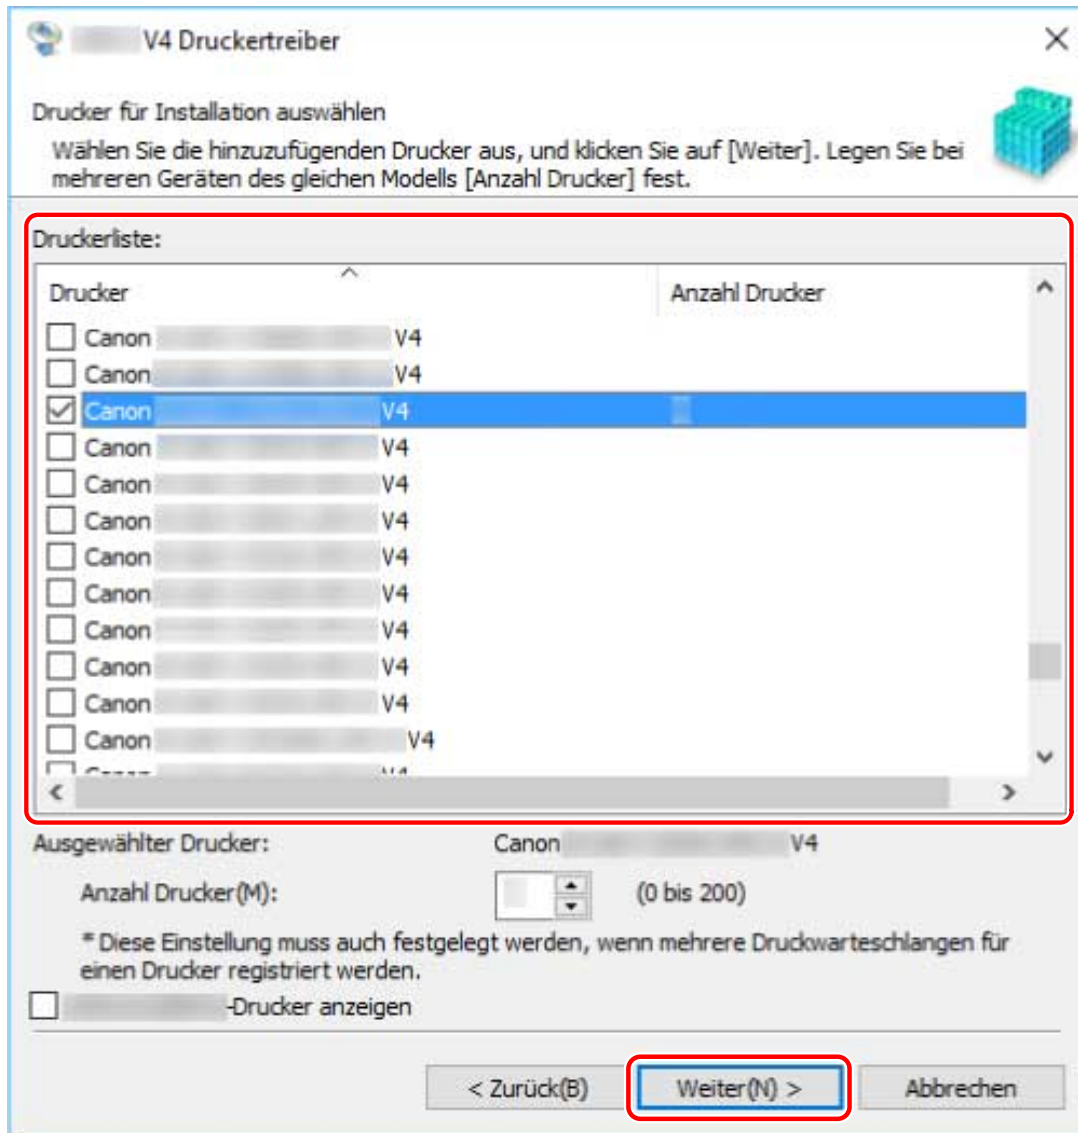 V4 Druckertreiber
Drucker für Installation auswählen
Wählen Sie die hinzuzufügenden Drucker aus, und klicken Sie auf [Weiter]. Legen Sie bei
mehreren Geräten des gleichen Modells [Anzahl Drucker] fest.
Druckerliste:
Drucker Anzahl Drucker
Canon V4
Canon V4
Canon V4
Canon V4
Canon V4
Canon V4
Canon V4
Canon V4
Canon V4
Canon V4
Canon V4
Canon V4
Ausgewählter Drucker: Canon V4
Anzahl Drucker(M): (0 bis 200)
* Diese Einstellung muss auch festgelegt werden, wenn mehrere Druckwarteschlangen für
einen Drucker registriert werden.
-Drucker anzeigen
< Zurück(B) Weiter(N) > Abbrechen